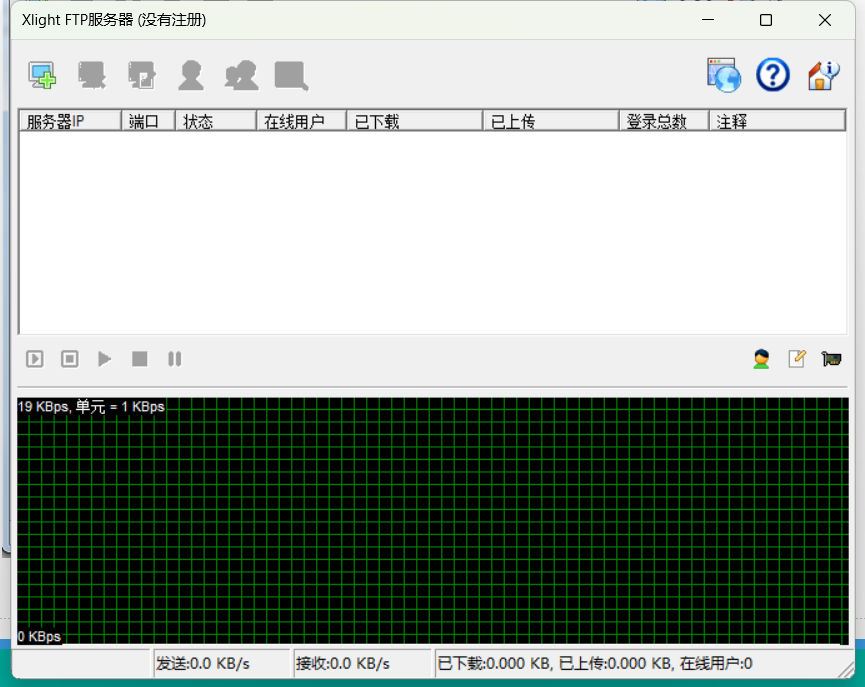 Xlight FTP服务器 (没有注册)
服务器IP 端口 状态 在线用户 已下载 已上传 登录总数 注释
19 KBps, 单元 = 1 KBps
0 KBps
发送:0.0 KB/s 接收:0.0 KB/s 已下载:0.000 KB, 已上传:0.000 KB, 在线用户:0